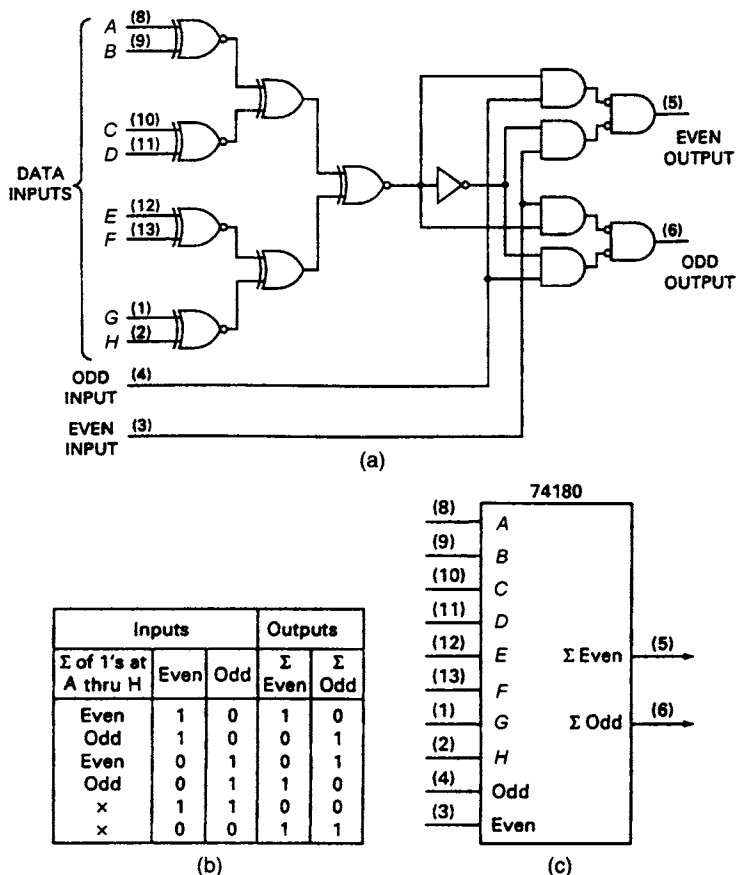 A (8)
B (9)
C (10)
D (11)
DATA
INPUTS
E (12)
F (13)
G (1)
H (2)
ODD
INPUT
(4)
EVEN
INPUT
(3)
(5)
EVEN
OUTPUT
(6)
ODD
OUTPUT
(a)
Inputs Outputs
Σ of 1's at
A thru H
Even Odd Σ
Even
Σ
Odd
Even 1 0 1 0
Odd 1 0 0 1
Even 0 1 0 1
Odd 0 1 1 0
× 1 1 0 0
× 0 0 1 1
(b)
74180
(8) A
(9) B
(10) C
(11) D
(12) E
(13) F
(1) G
(2) H
(4) Odd
(3) Even
Σ Even (5)
Σ Odd (6)
(c)